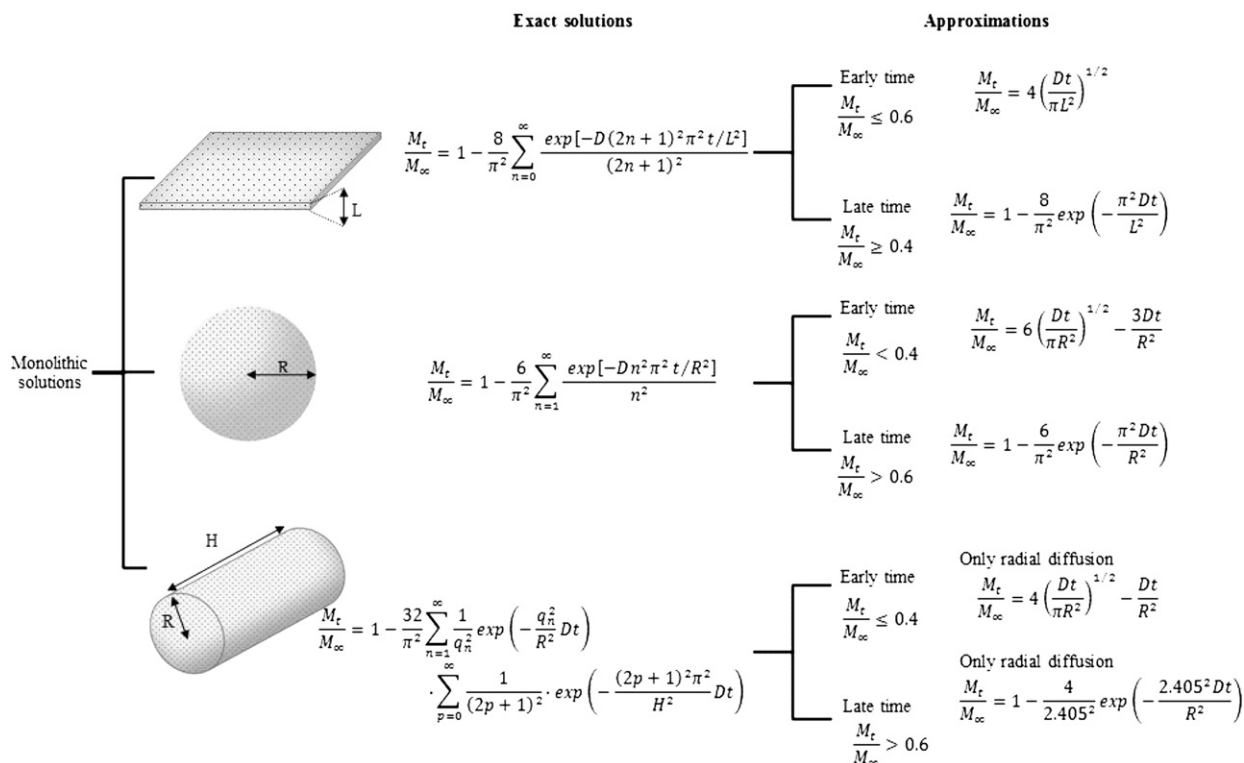 Exact solutions
Approximations
Monolithic
solutions
L
M_t/M_∞ = 1 − 8/π² ∑_{n=0}^{∞} exp[−D(2n + 1)²π² t/L²]/(2n + 1)²
Early time
M_t/M_∞ ≤ 0.6
M_t/M_∞ = 4(Dt/πL²)^{1/2}
Late time
M_t/M_∞ ≥ 0.4
M_t/M_∞ = 1 − 8/π² exp(−π²Dt/L²)
R
M_t/M_∞ = 1 − 6/π² ∑_{n=1}^{∞} exp[−Dn²π² t/R²]/n²
Early time
M_t/M_∞ < 0.4
M_t/M_∞ = 6(Dt/πR²)^{1/2} − 3Dt/R²
Late time
M_t/M_∞ > 0.6
M_t/M_∞ = 1 − 6/π² exp(−π²Dt/R²)
H
R
M_t/M_∞ = 1 − 32/π² ∑_{n=1}^{∞} 1/q_n² exp(−q_n²/R² Dt)
· ∑_{p=0}^{∞} 1/(2p + 1)² · exp(−(2p + 1)²π²/H² Dt)
Early time
M_t/M_∞ ≤ 0.4
Only radial diffusion
M_t/M_∞ = 4(Dt/πR²)^{1/2} − Dt/R²
Late time
M_t/M_∞ > 0.6
Only radial diffusion
M_t/M_∞ = 1 − 4/2.405² exp(−2.405²Dt/R²)